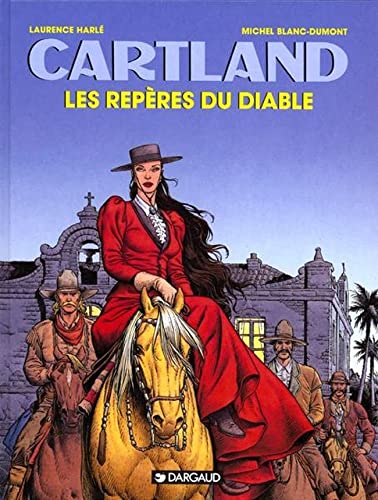 LAURENCE HARLÉ
MICHEL BLANC-DUMONT
CARTLAND
LES REPÈRES DU DIABLE
DARGAUD